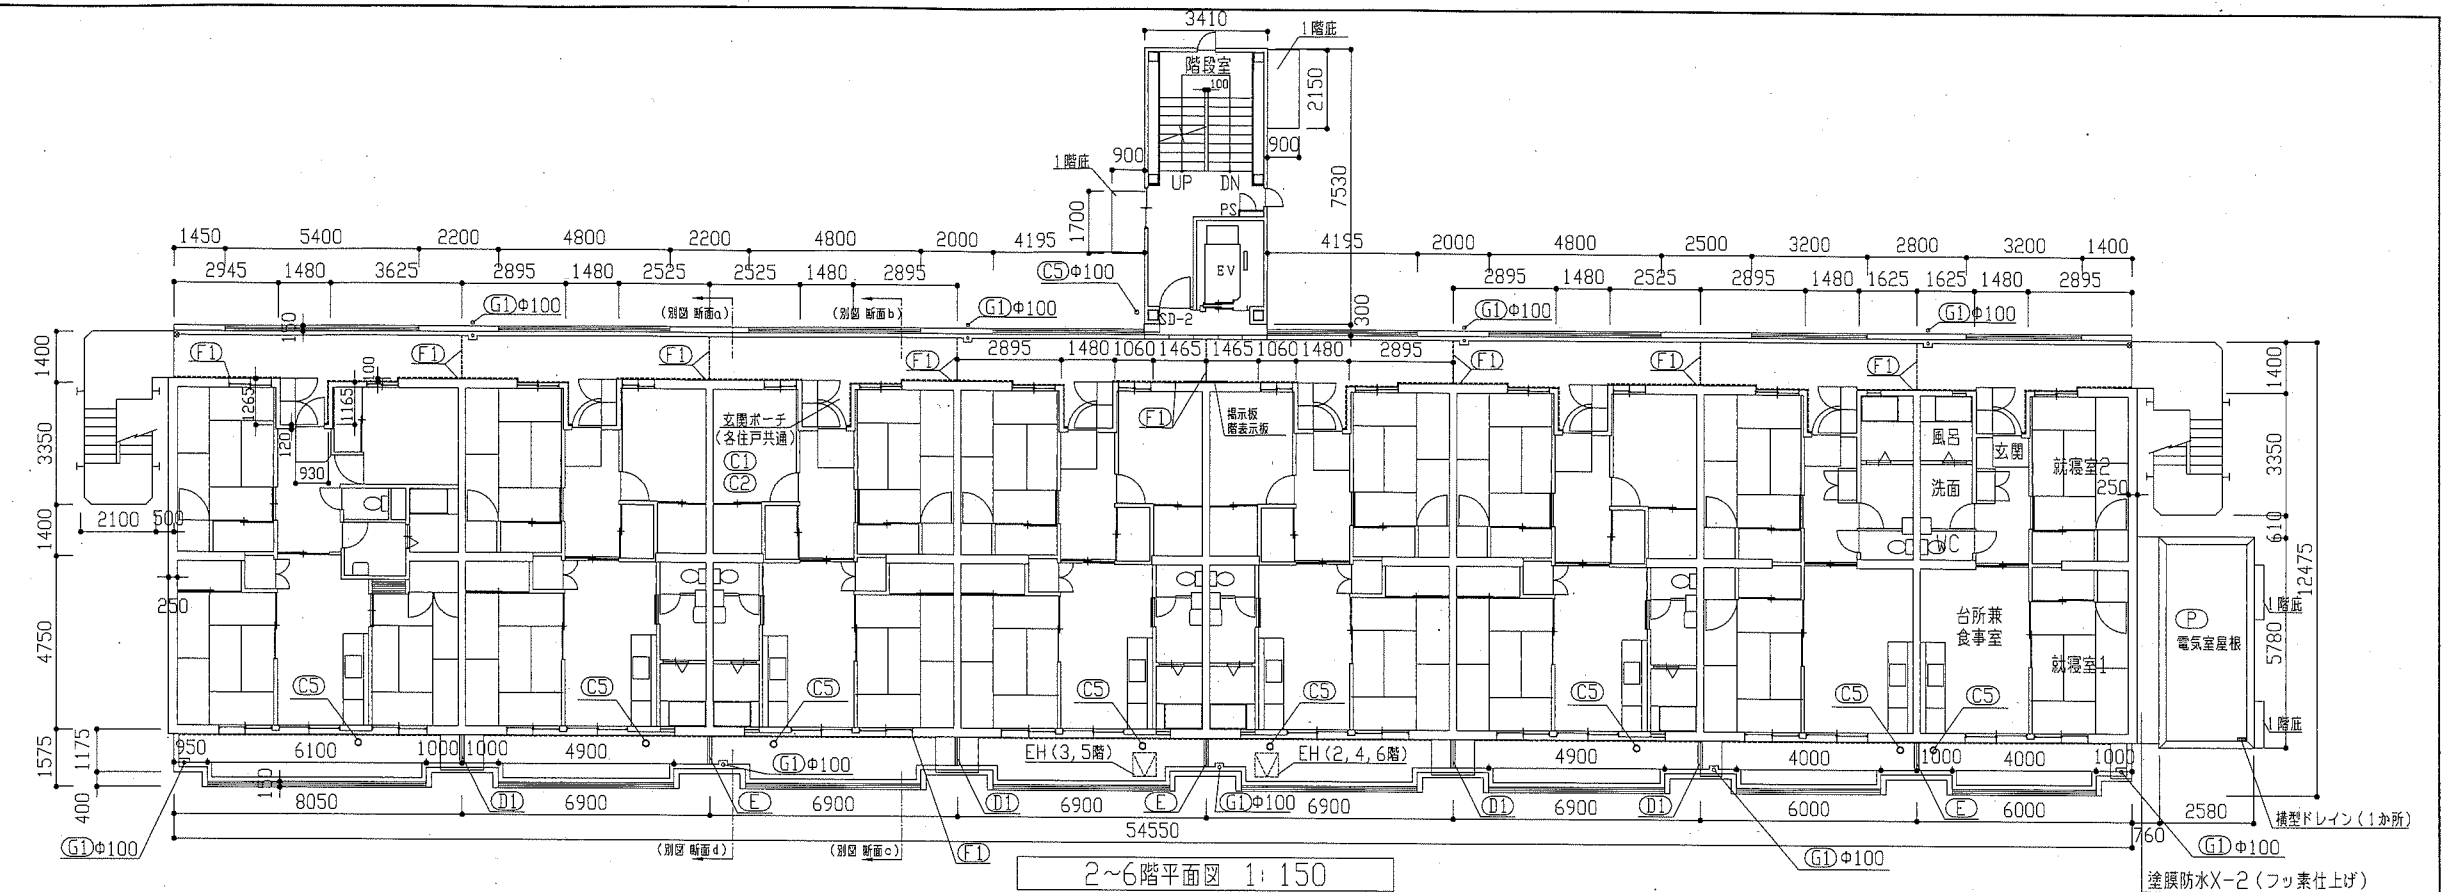 3410
1階庇
階段室
100
2150
900
1階庇
900
UP DN
7530
PS
1700
EV
1450 5400 2200 4800 2200 4800 2000 4195
4195 2000 4800 2500 3200 2800 3200 1400
2945 1480 3625 2895 1480 2525 2525 1480 2895
C5 Φ100
2895 1480 2525 2895 1480 1625 1625 1480 2895
G1 Φ100
(別図 断面a)
(別図 断面b)
G1 Φ100
SD-2
300
G1 Φ100
G1 Φ100
150
1400
F1
F1
F1
F1
2895 1480 1060 1465 1465 1060 1480 2895
F1
F1
F1
1400
100
1265
1165
120
930
玄関ポーチ
(各住戸共通)
C1
C2
F1
掲示板
階表示板
風呂
玄関
就寝室2
洗面
WC
250
3350
3350
2100 500
1400
610
12475
250
4750
台所兼
食事室
就寝室1
P
電気室屋根
1階庇
5780
1階庇
C5
C5
C5
C5
C5
C5
C5
C5
1575
1175
400
950 6100 1000 1000 4900
EH(3,5階)
EH(2,4,6階)
4900 4000 1000 4000 1000
150
G1 Φ100
8050 D1 6900 E 6900 D1 6900 E G1 Φ100 6900 D1 6900 D1 6000 E 6000
2580
横型ドレイン(1か所)
54550
760
G1 Φ100
(別図 断面d)
(別図 断面c)
F1
G1 Φ100
G1 Φ100
2~6階平面図 1:150
塗膜防水X-2(フッ素仕上げ)